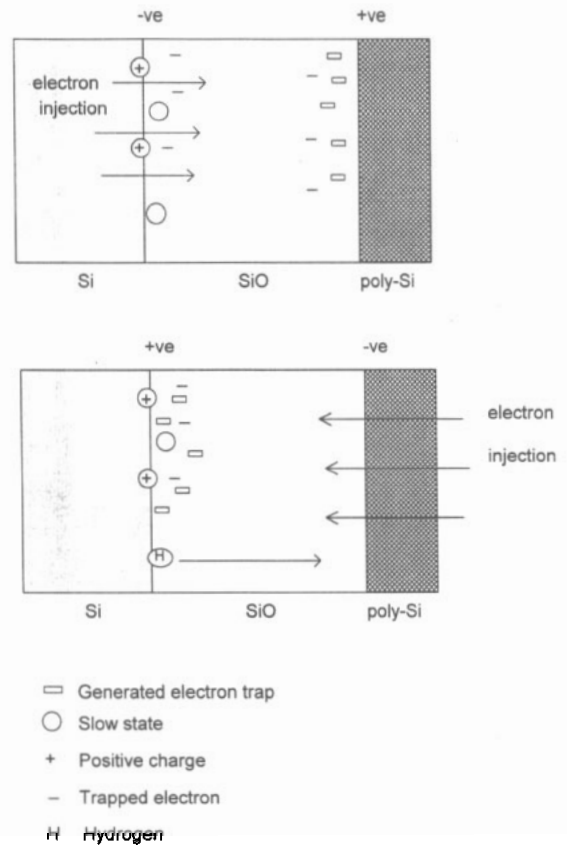 -ve +ve
electron
injection
Si SiO poly-Si
+ve -ve
electron
injection
H
Si SiO poly-Si
Generated electron trap
Slow state
+ Positive charge
− Trapped electron
H Hydrogen